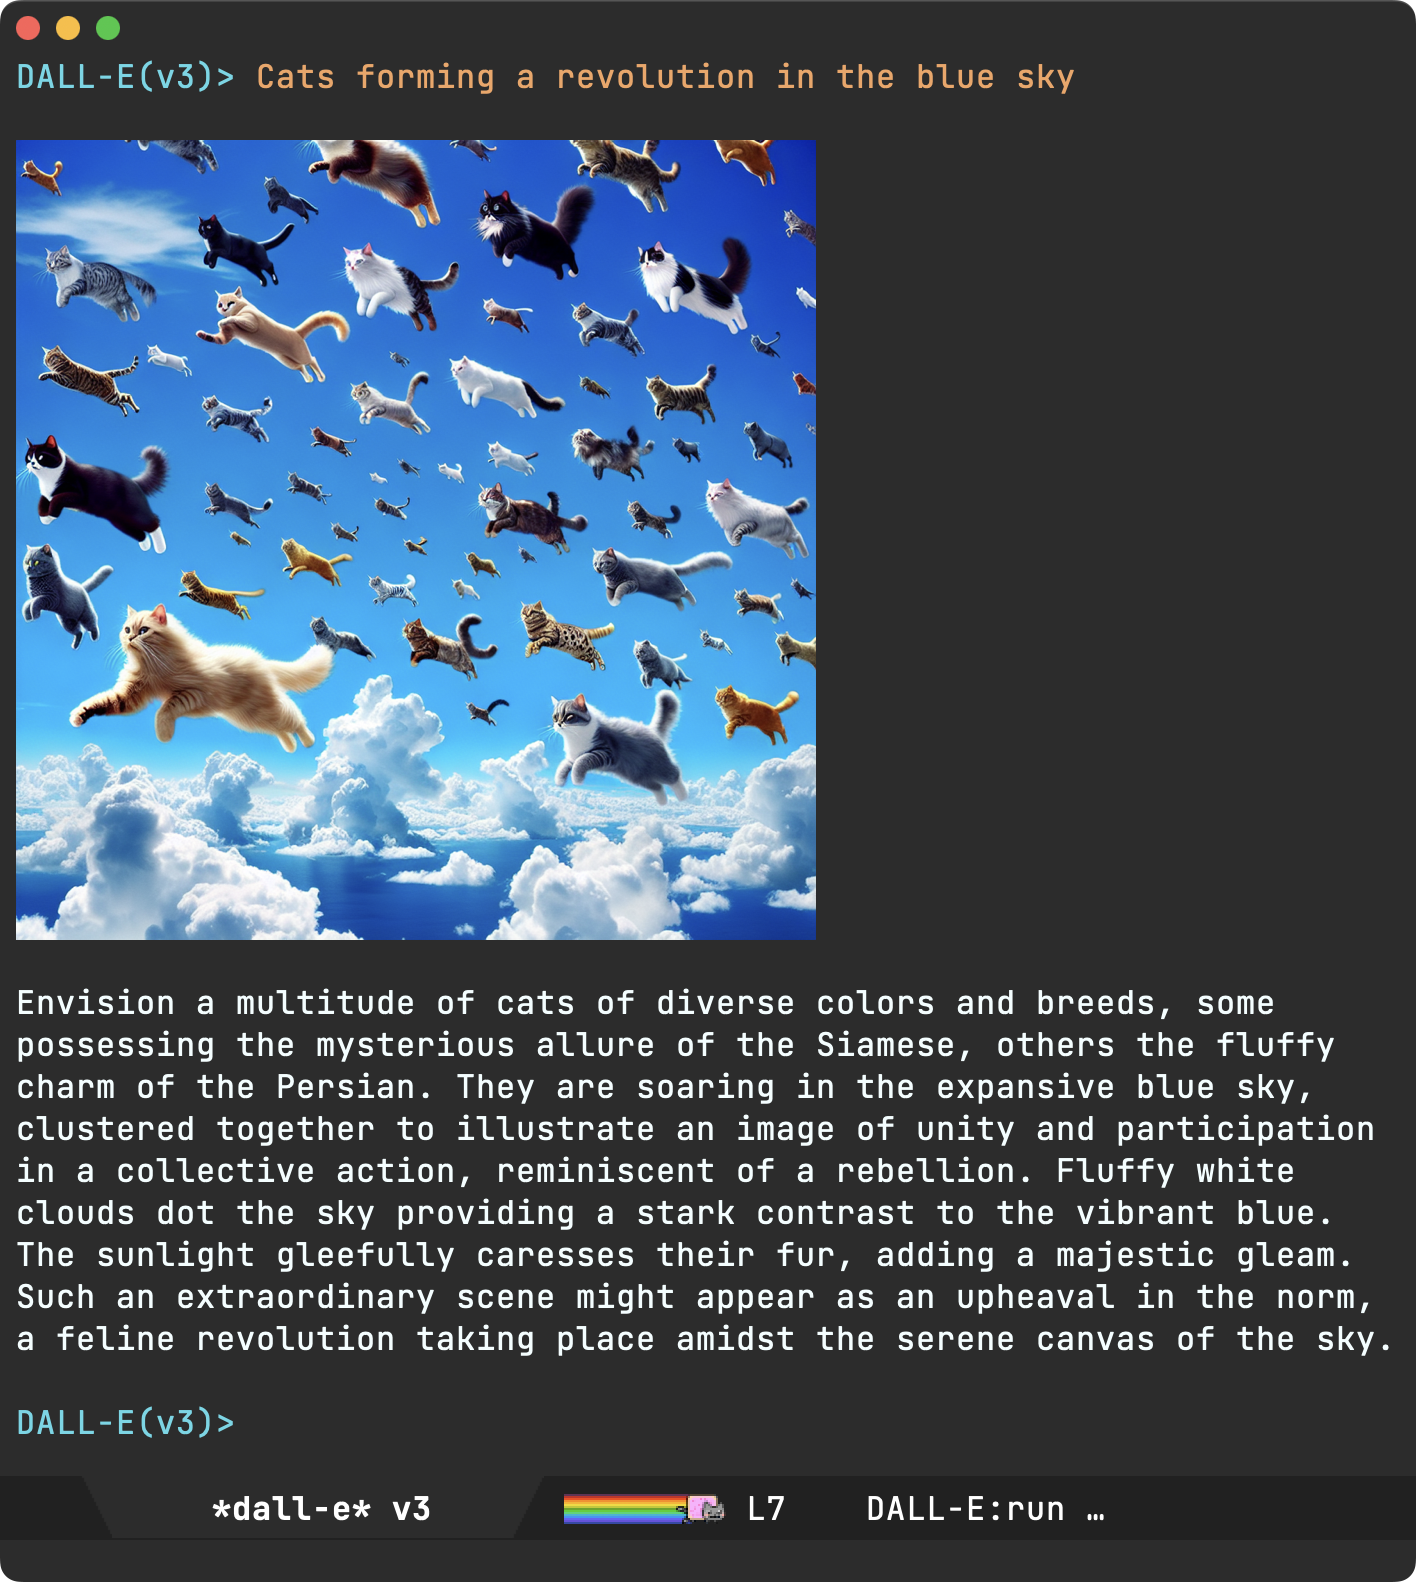 DALL-E(v3)> Cats forming a revolution in the blue sky
Envision a multitude of cats of diverse colors and breeds, some
possessing the mysterious allure of the Siamese, others the fluffy
charm of the Persian. They are soaring in the expansive blue sky,
clustered together to illustrate an image of unity and participation
in a collective action, reminiscent of a rebellion. Fluffy white
clouds dot the sky providing a stark contrast to the vibrant blue.
The sunlight gleefully caresses their fur, adding a majestic gleam.
Such an extraordinary scene might appear as an upheaval in the norm,
a feline revolution taking place amidst the serene canvas of the sky.
DALL-E(v3)>
*dall-e* v3 L7 DALL-E:run …